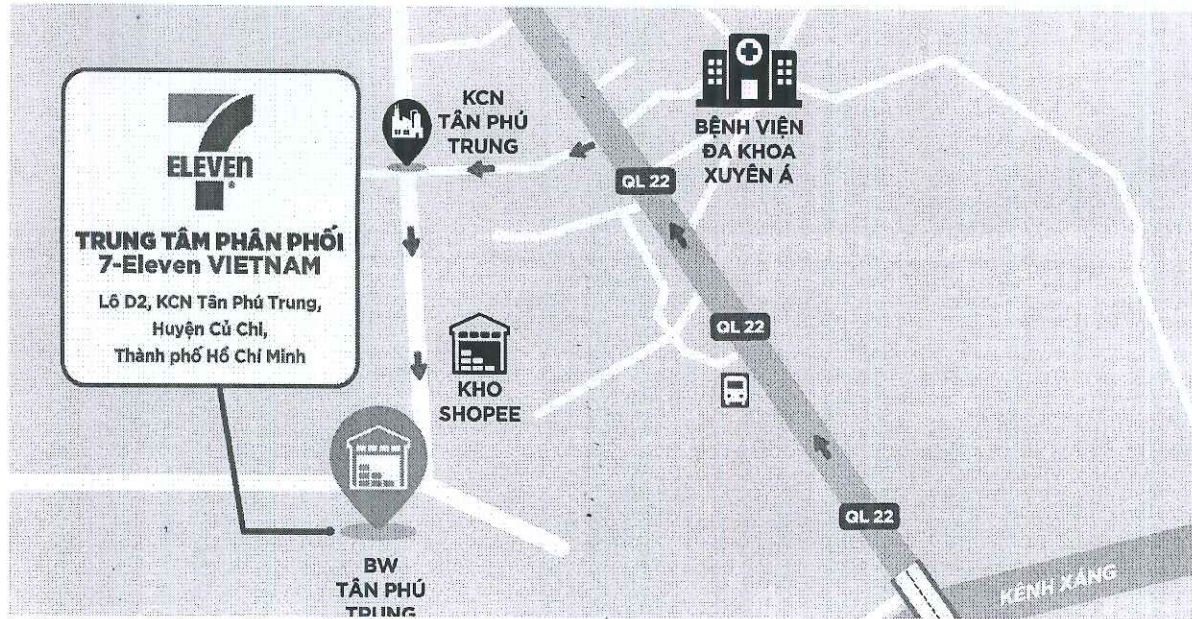 7
ELEVEn
TRUNG TÂM PHÂN PHỐI
7-Eleven VIETNAM
Lô D2, KCN Tân Phú Trung,
Huyện Củ Chi,
Thành phố Hồ Chí Minh
KCN
TÂN PHÚ
TRUNG
BỆNH VIỆN
ĐA KHOA
XUYÊN Á
QL 22
QL 22
KHO
SHOPEE
QL 22
BW
TÂN PHÚ
TRUNG
KÊNH XÁNG